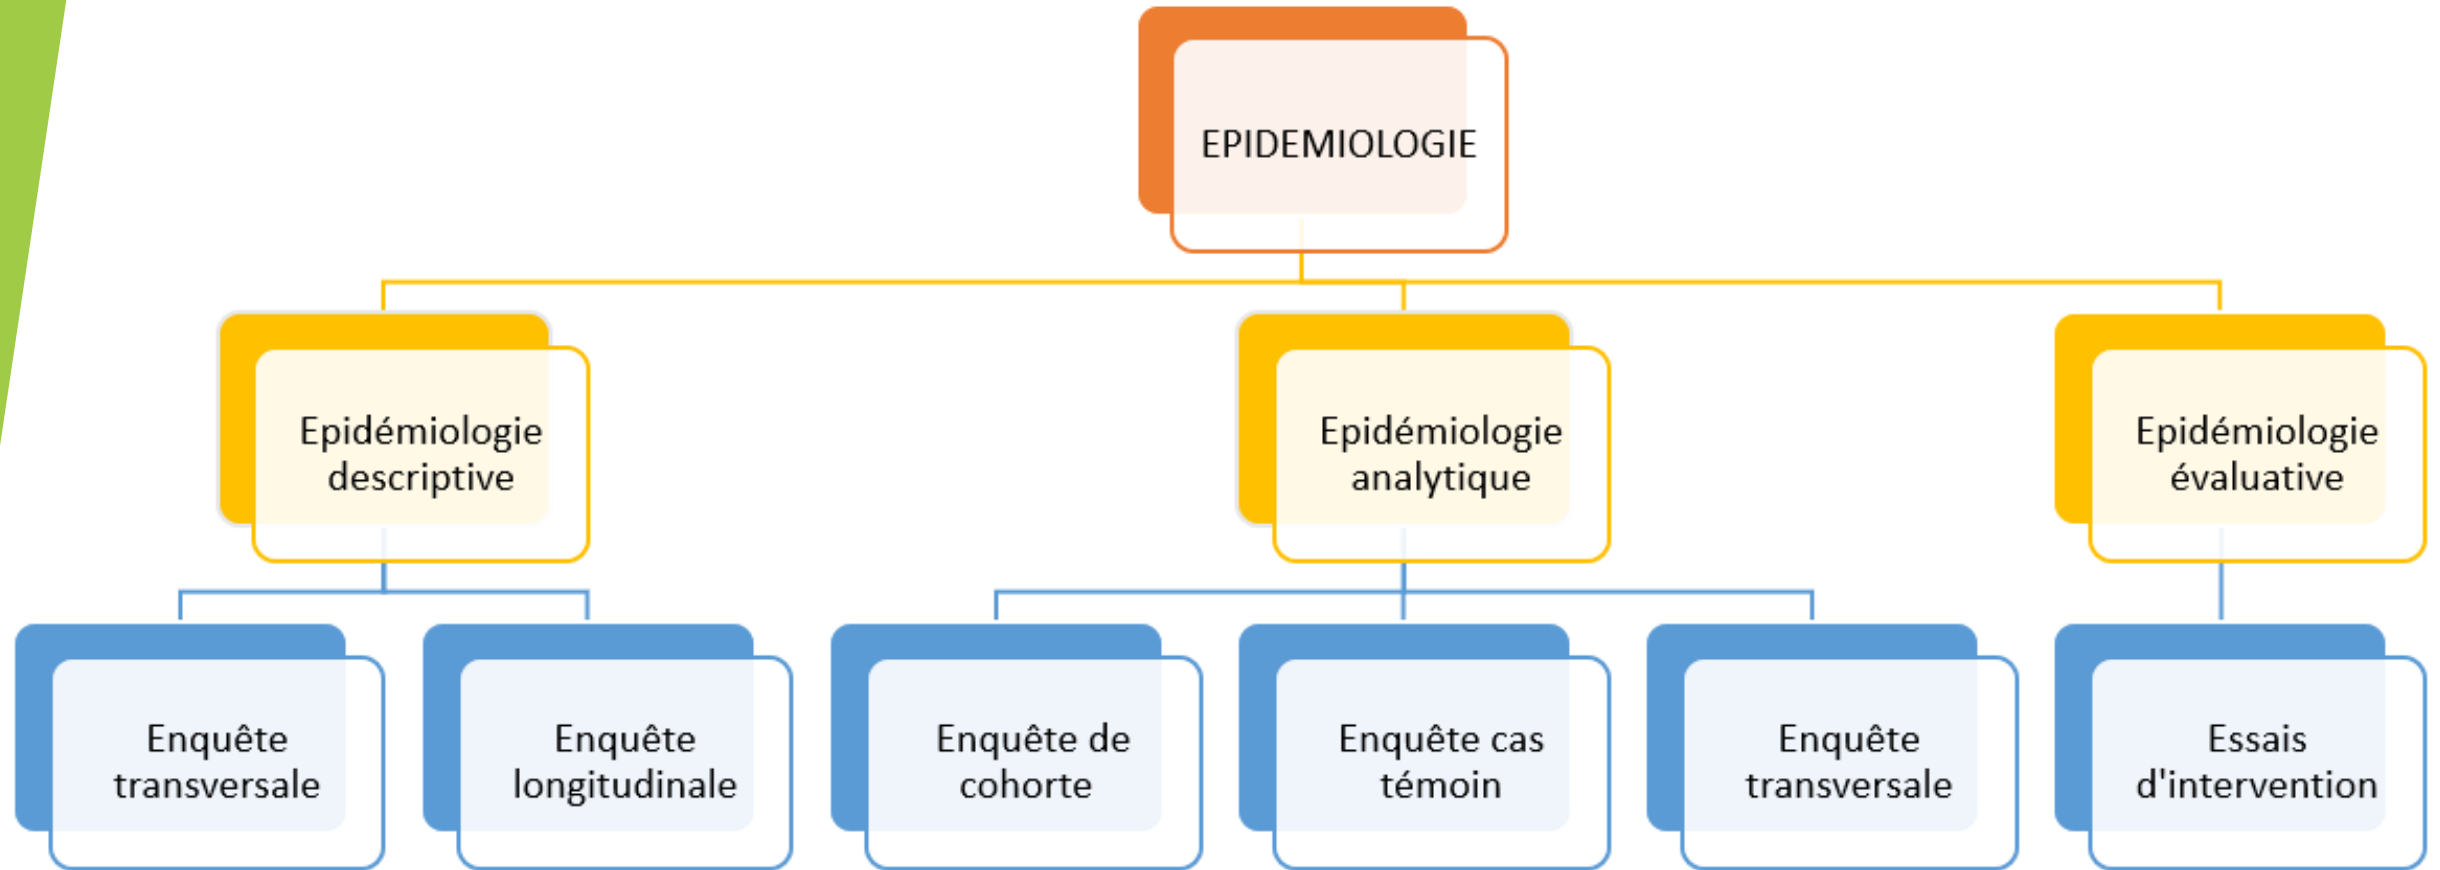 EPIDEMIOLOGIE
Epidémiologie
descriptive
Epidémiologie
analytique
Epidémiologie
évaluative
Enquête
transversale
Enquête
longitudinale
Enquête de
cohorte
Enquête cas
témoin
Enquête
transversale
Essais
d'intervention